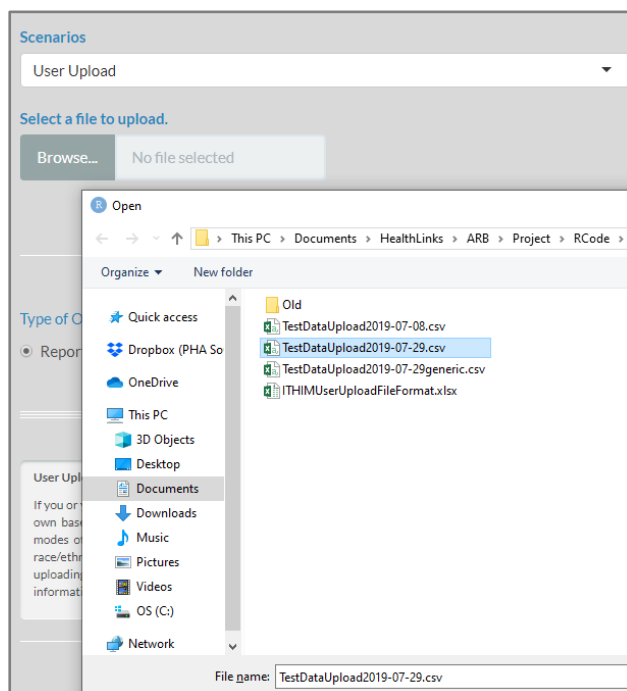 Scenarios
User Upload
Select a file to upload.
Browse... No file selected
Open
This PC > Documents > HealthLinks > ARB > Project > RCode >
Organize New folder
Quick access
Dropbox (PHA So
OneDrive
This PC
3D Objects
Desktop
Documents
Downloads
Music
Pictures
Videos
OS (C:)
Network
Old
TestDataUpload2019-07-08.csv
TestDataUpload2019-07-29.csv
TestDataUpload2019-07-29generic.csv
ITHIMUserUploadFileFormat.xlsx
File name: TestDataUpload2019-07-29.csv
Type of O
Repor
User Upl
If you or
own base
modes of
race/ethn
uploading
informati